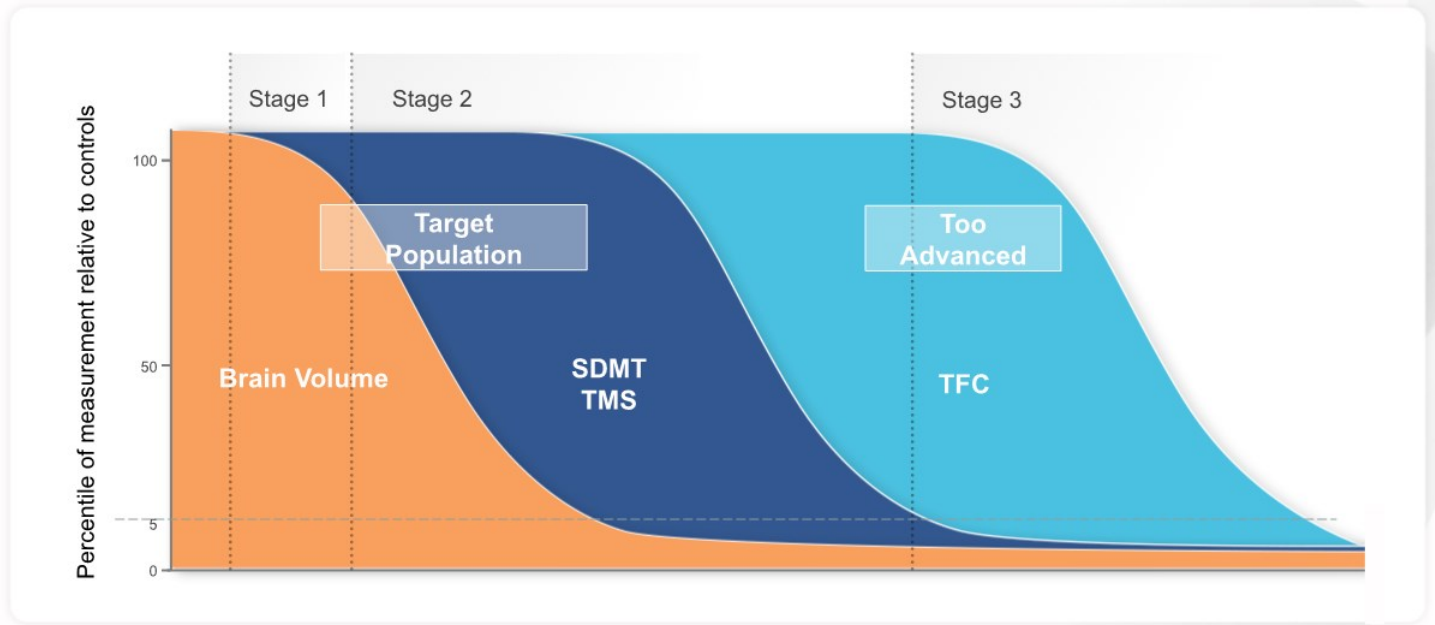 Stage 1
Stage 2
Stage 3
Percentile of measurement relative to controls
100
50
5
0
Target
Population
Too
Advanced
Brain Volume
SDMT
TMS
TFC